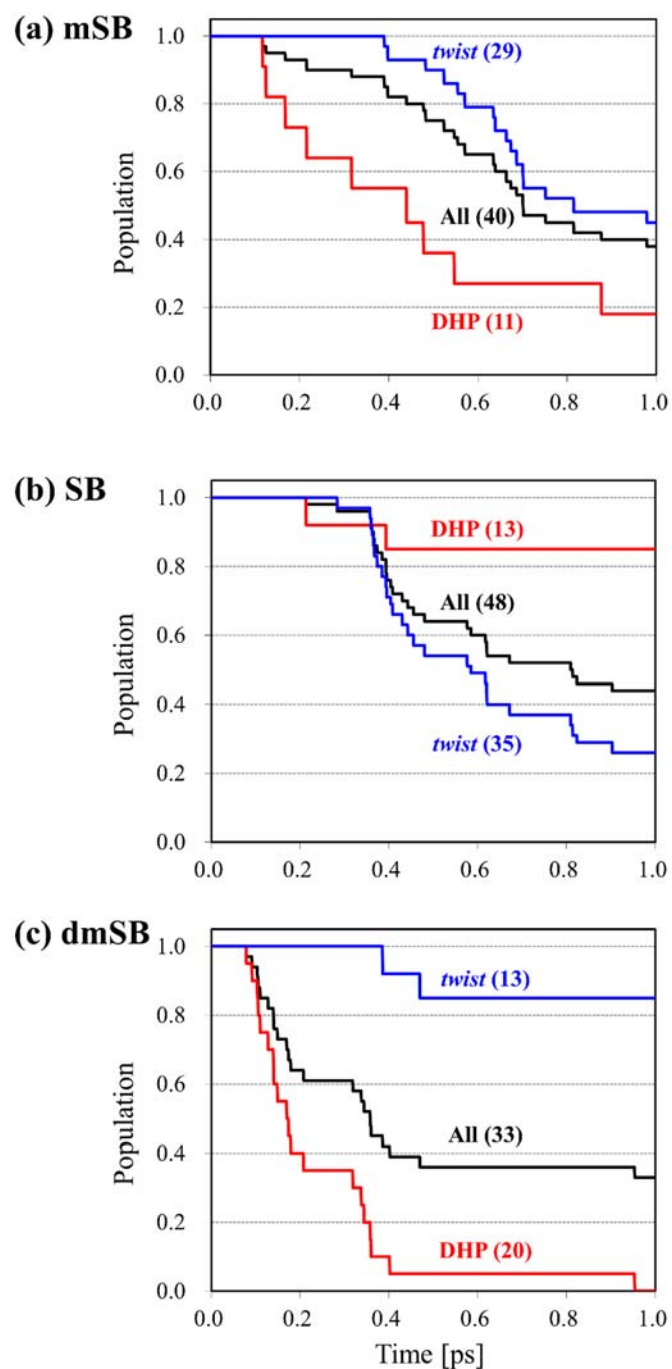 (a) mSB
1.0
0.8
0.6
0.4
0.2
0.0
Population
twist (29)
All (40)
DHP (11)
0.0 0.2 0.4 0.6 0.8 1.0
(b) SB
1.0
0.8
0.6
0.4
0.2
0.0
Population
DHP (13)
All (48)
twist (35)
0.0 0.2 0.4 0.6 0.8 1.0
(c) dmSB
1.0
0.8
0.6
0.4
0.2
0.0
Population
twist (13)
All (33)
DHP (20)
0.0 0.2 0.4 0.6 0.8 1.0
Time [ps]